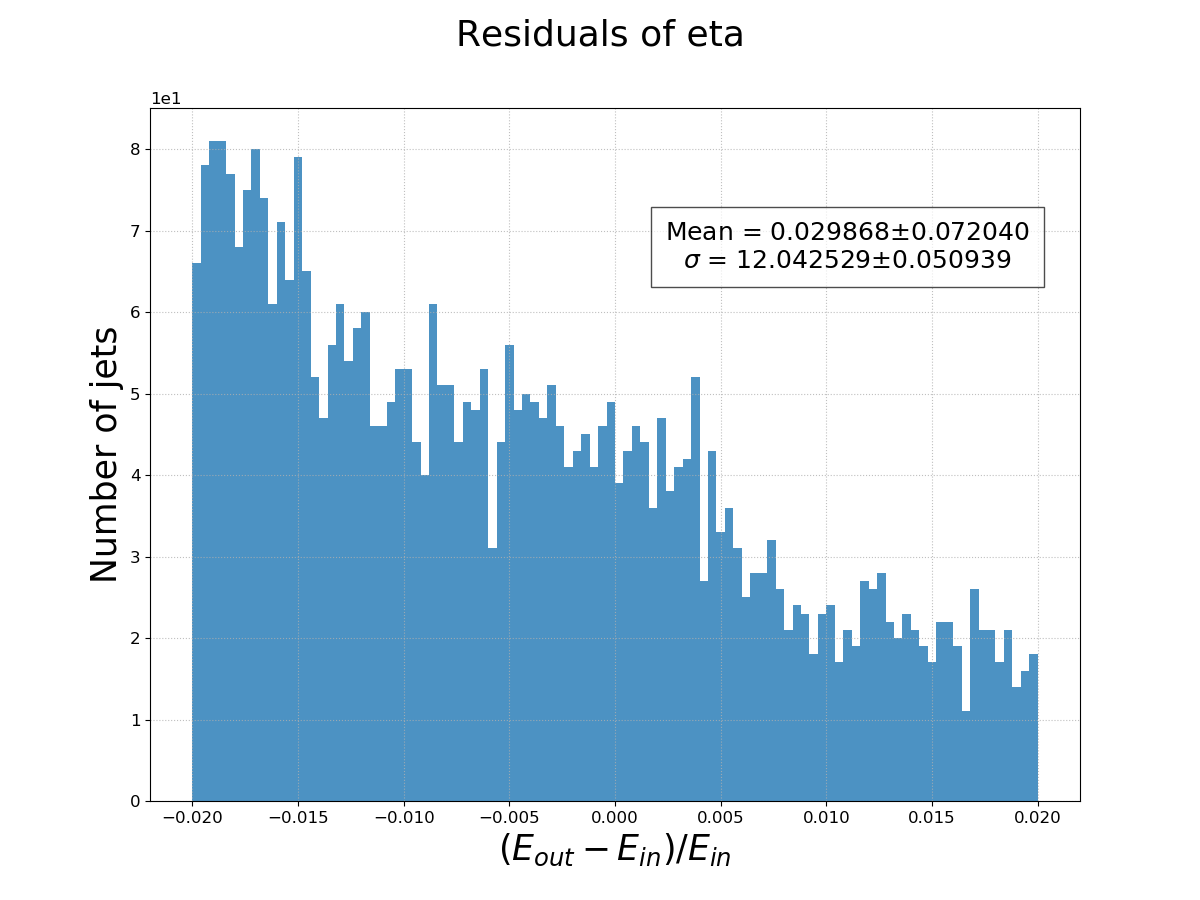 Residuals of eta
1e1
8
7
6
5
4
3
2
1
0
Number of jets
Mean = 0.029868±0.072040
σ = 12.042529±0.050939
−0.020 −0.015 −0.010 −0.005 0.000 0.005 0.010 0.015 0.020
(E_out − E_in)/E_in